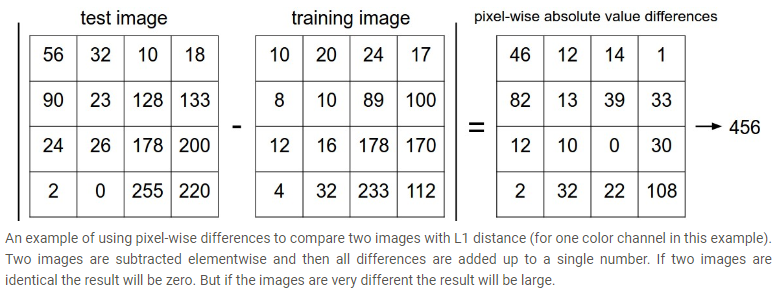 test image training image pixel-wise absolute value differences
56 32 10 18 10 20 24 17 46 12 14 1
90 23 128 133 8 10 89 100 82 13 39 33
- = → 456
24 26 178 200 12 16 178 170 12 10 0 30
2 0 255 220 4 32 233 112 2 32 22 108
An example of using pixel-wise differences to compare two images with L1 distance (for one color channel in this example).
Two images are subtracted elementwise and then all differences are added up to a single number. If two images are
identical the result will be zero. But if the images are very different the result will be large.